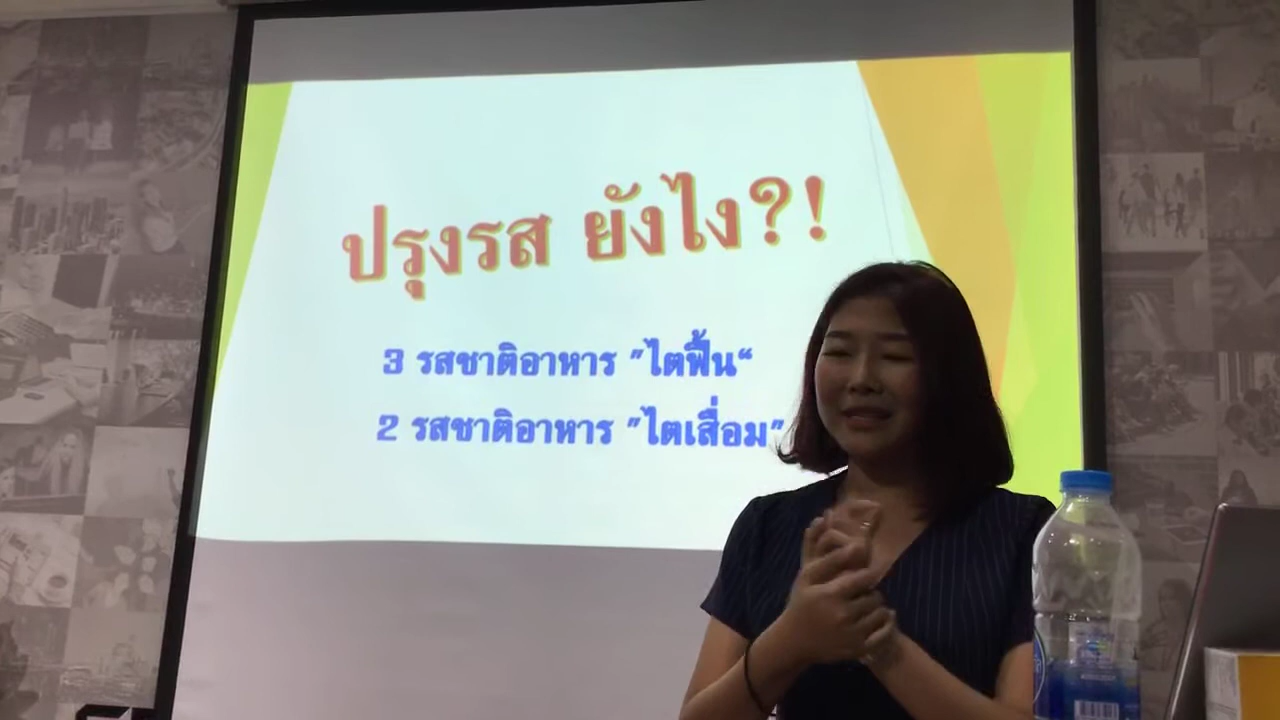 ปรุงรส ยังไง?!
3 รสชาติอาหาร "ไตฟื้น"
2 รสชาติอาหาร "ไตเสื่อม"